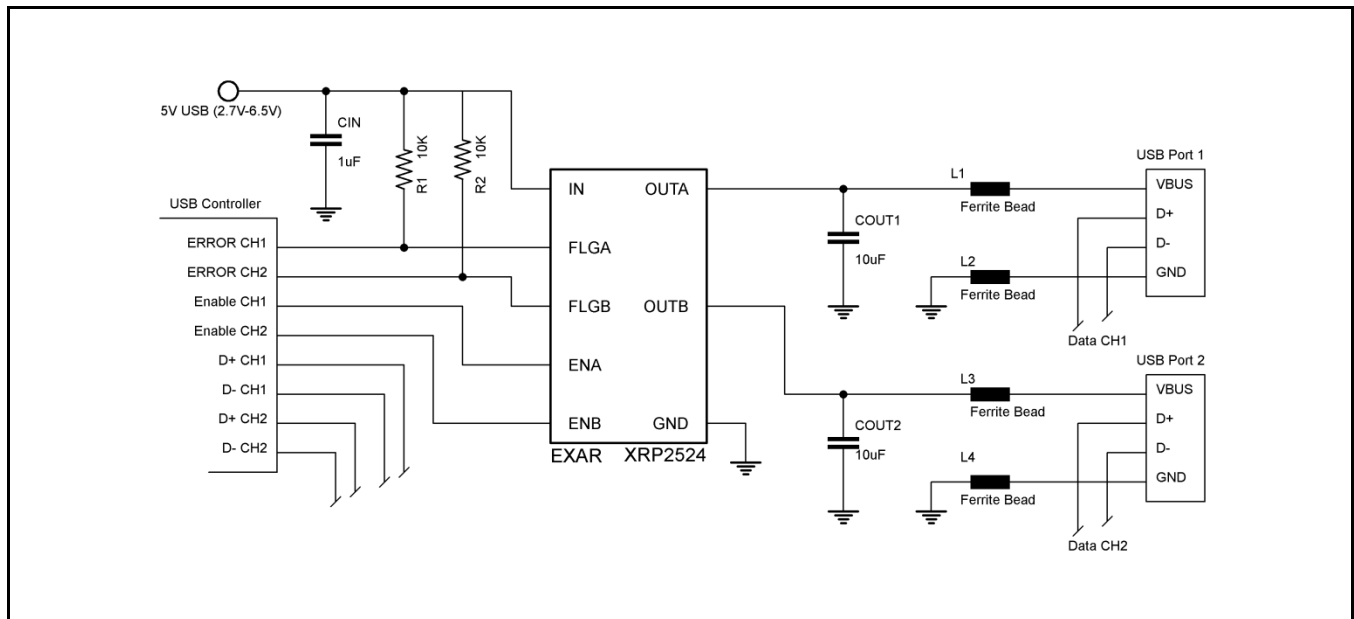 5V USB (2.7V-6.5V)
CIN
1uF
10K
R1
10K
R2
USB Controller
ERROR CH1
ERROR CH2
Enable CH1
Enable CH2
D+ CH1
D- CH1
D+ CH2
D- CH2
IN
FLGA
FLGB
ENA
ENB
OUTA
OUTB
GND
EXAR XRP2524
COUT1
10uF
COUT2
10uF
L1
Ferrite Bead
L2
Ferrite Bead
USB Port 1
VBUS
D+
D-
GND
Data CH1
L3
Ferrite Bead
L4
Ferrite Bead
USB Port 2
VBUS
D+
D-
GND
Data CH2